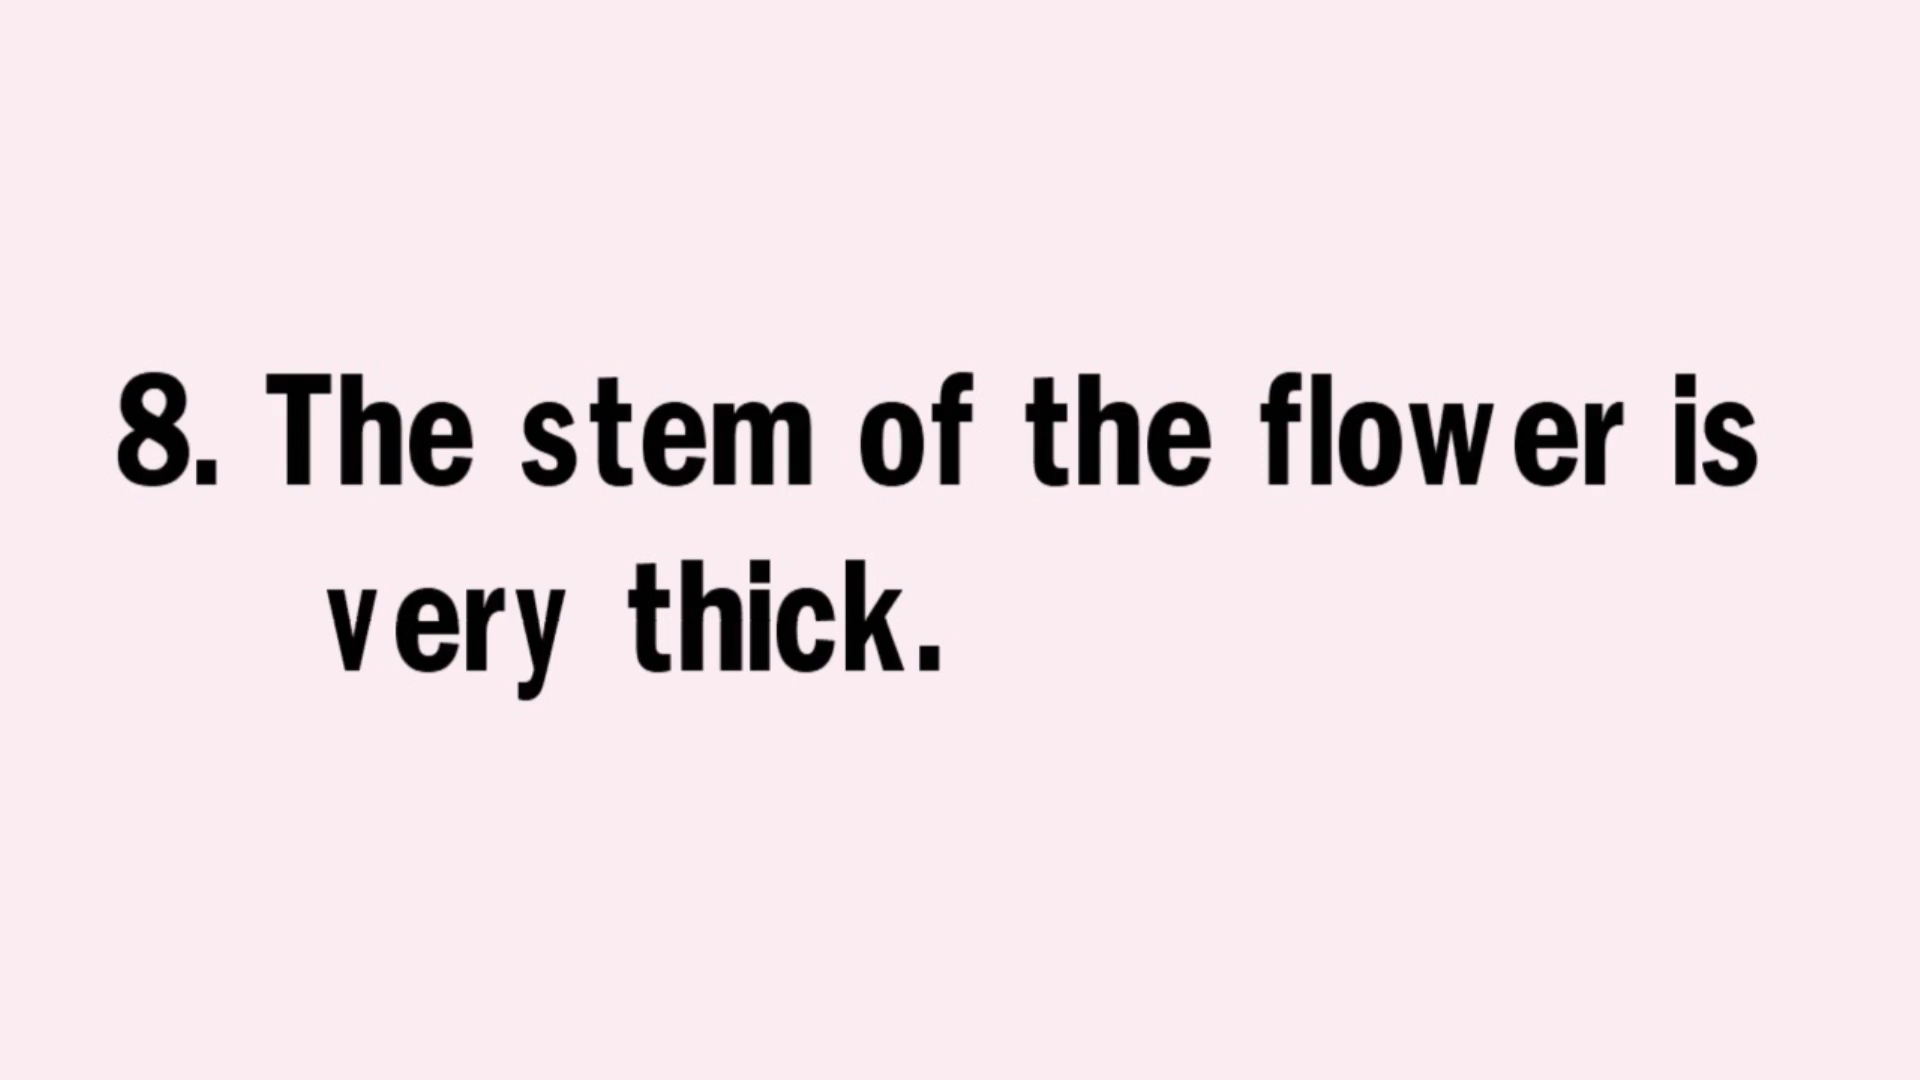 8. The stem of the flower is
very thick.